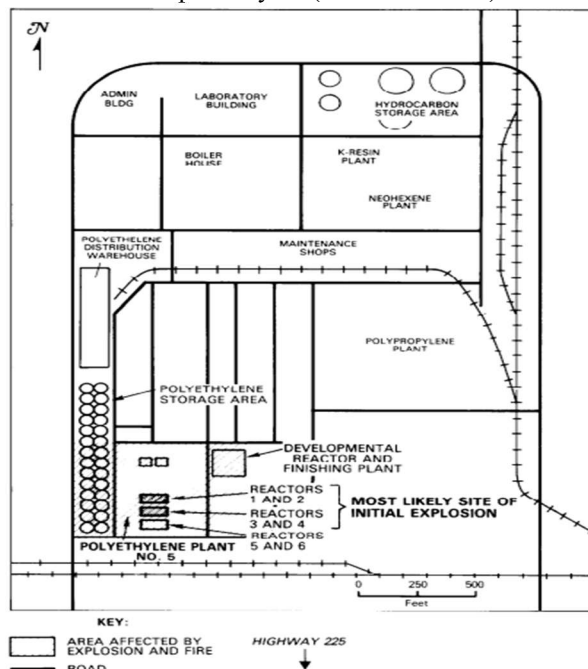 N
ADMIN
BLDG
LABORATORY
BUILDING
HYDROCARBON
STORAGE AREA
BOILER
HOUSE
K-RESIN
PLANT
NEOHEXENE
PLANT
POLYETHELENE
DISTRIBUTION
WAREHOUSE
MAINTENANCE
SHOPS
POLYPROPYLENE
PLANT
POLYETHYLENE
STORAGE AREA
DEVELOPMENTAL
REACTOR AND
FINISHING PLANT
REACTORS
1 AND 2
REACTORS
3 AND 4
MOST LIKELY SITE OF
INITIAL EXPLOSION
REACTORS
5 AND 6
POLYETHYLENE PLANT
NO. 5
0 250 500
Feet
KEY:
AREA AFFECTED BY
EXPLOSION AND FIRE
HIGHWAY 225
ROAD